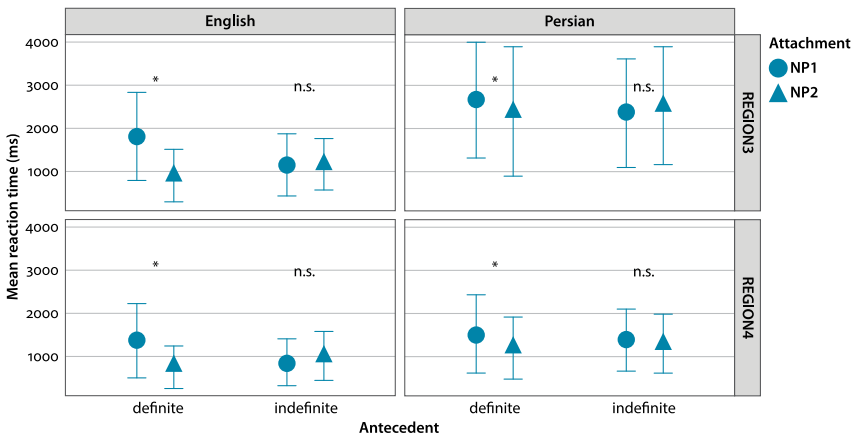 English
Persian
Attachment
NP1
NP2
Mean reaction time (ms)
4000
3000
2000
1000
*
n.s.
*
n.s.
REGION3
4000
3000
2000
1000
*
n.s.
*
n.s.
REGION4
definite
indefinite
definite
indefinite
Antecedent